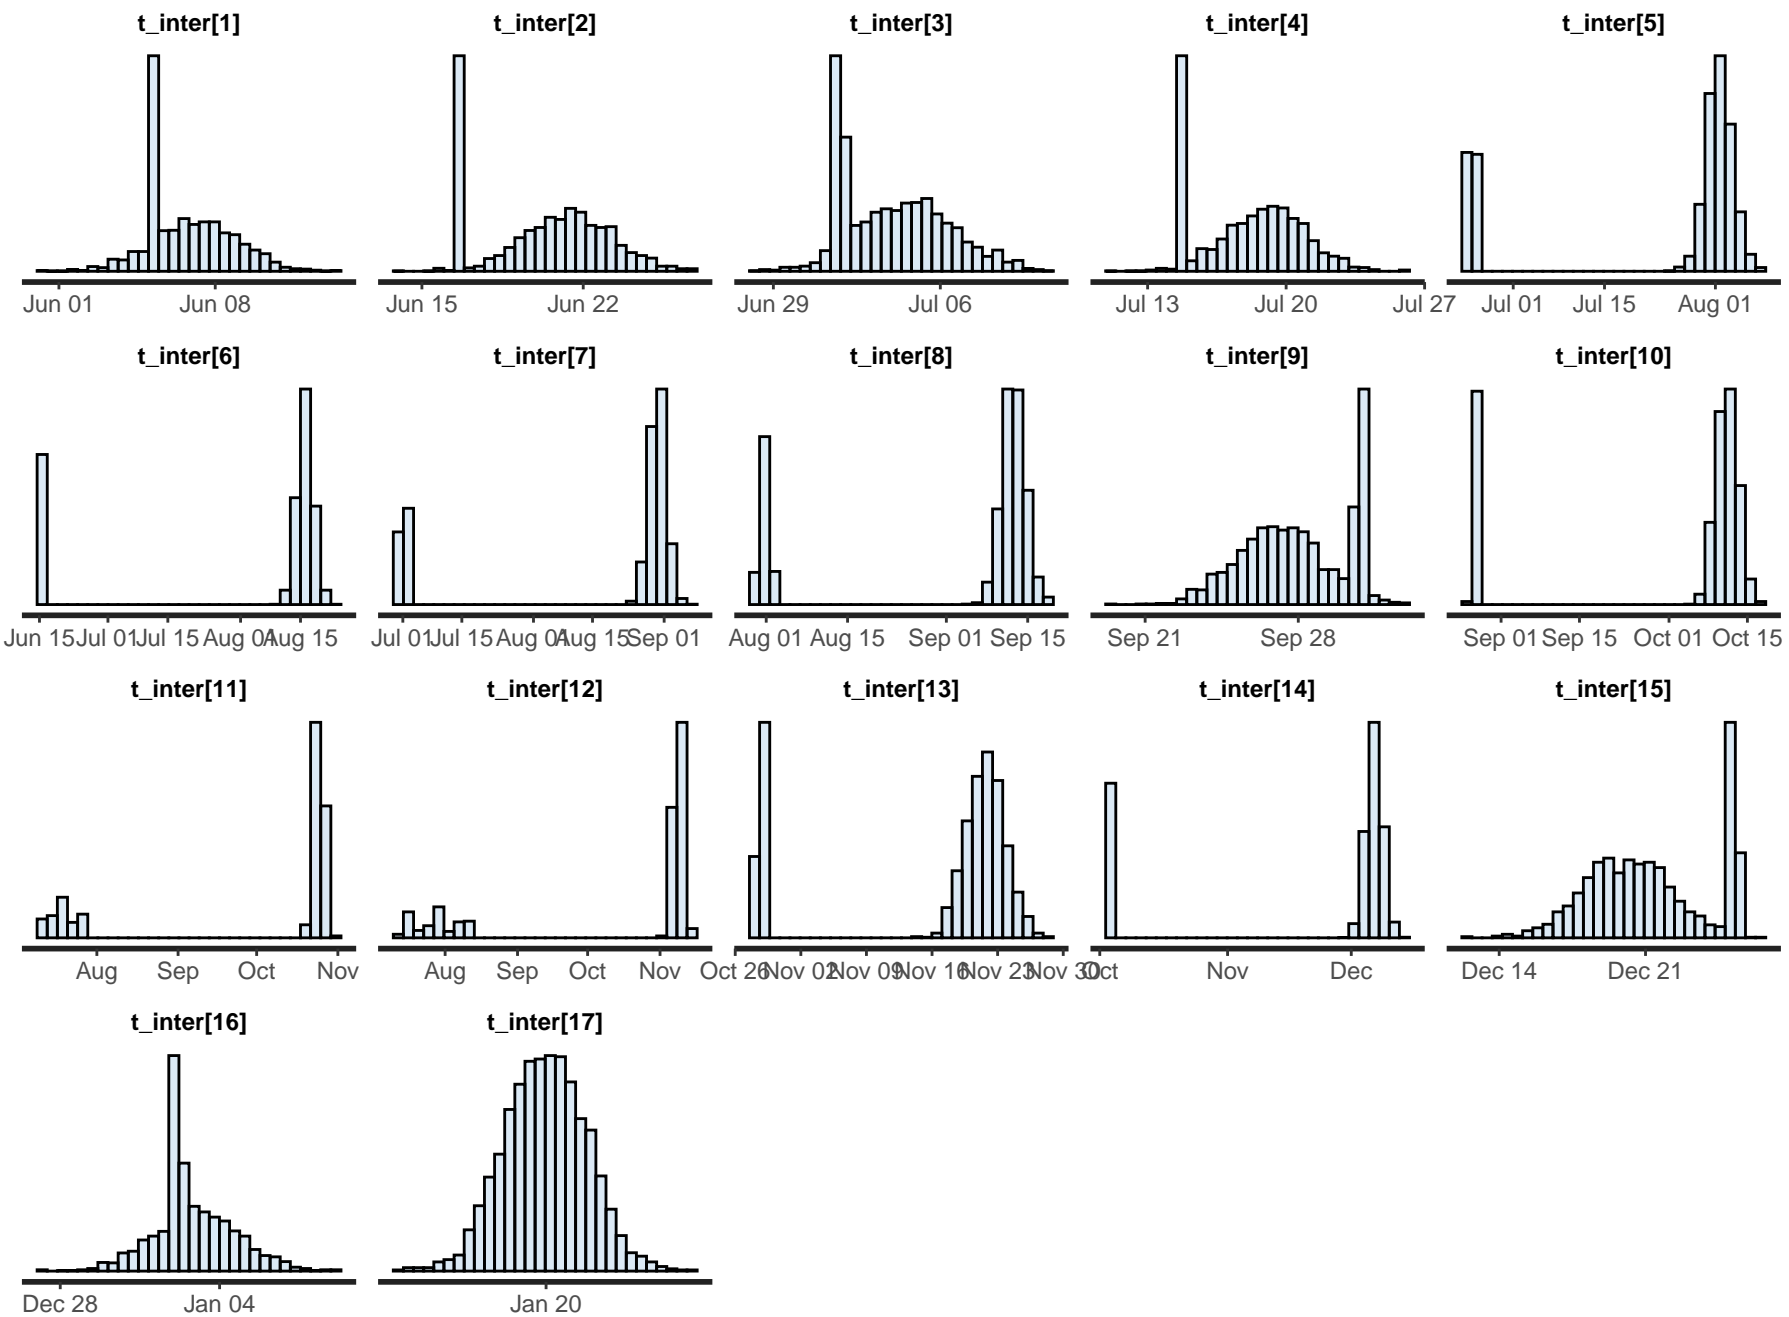 t_inter[1] t_inter[2] t_inter[3] t_inter[4] t_inter[5]
Jun 01 Jun 08 Jun 15 Jun 22 Jun 29 Jul 06 Jul 13 Jul 20 Jul 27 Jul 01 Jul 15 Aug 01
t_inter[6] t_inter[7] t_inter[8] t_inter[9] t_inter[10]
Jun 15 Jul 01 Jul 15 Aug 01 Aug 15 Jul 01 Jul 15 Aug 01 Aug 15 Sep 01 Aug 01 Aug 15 Sep 01 Sep 15 Sep 21 Sep 28 Sep 01 Sep 15 Oct 01 Oct 15
t_inter[11] t_inter[12] t_inter[13] t_inter[14] t_inter[15]
Aug Sep Oct Nov Aug Sep Oct Nov Oct 26 Nov 02 Nov 09 Nov 16 Nov 23 Nov 30 Oct Nov Dec Dec 14 Dec 21
t_inter[16] t_inter[17]
Dec 28 Jan 04 Jan 20